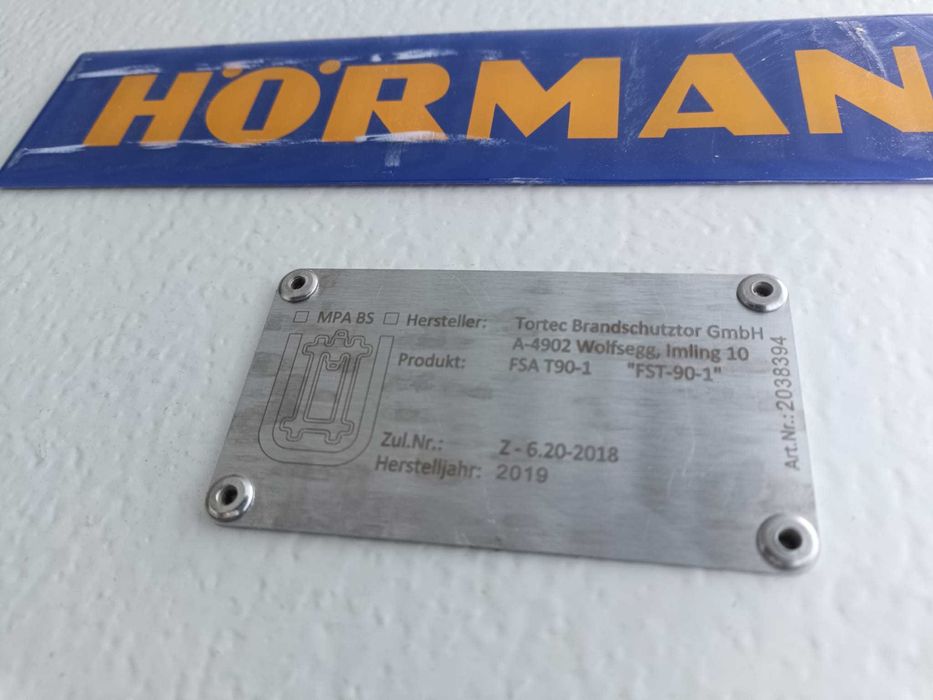 HÖRMAN
MPA BS Hersteller: Tortec Brandschutztor GmbH
A-4902 Wolfsegg, Imling 10
Produkt: FSA T90-1 "FST-90-1"
Zul.Nr.: Z - 6.20-2018
Herstelljahr: 2019
Art.Nr.: 2038394